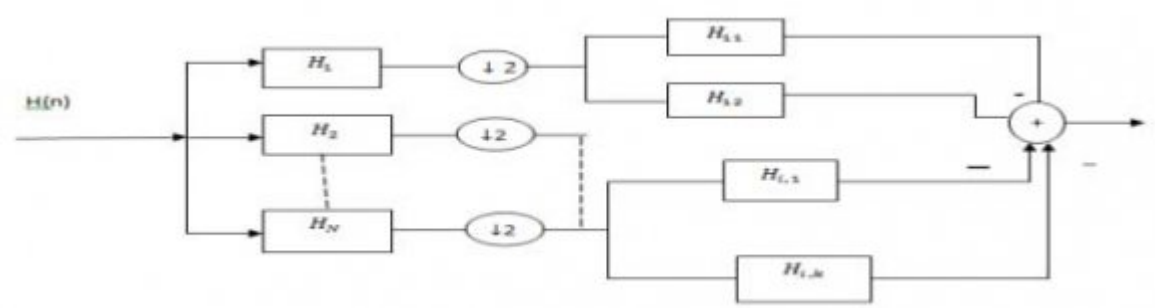 H(n)
H₁
↓ 2
H₁₁
H₁₂
H₂
↓2
Hₙ
↓2
Hᵢ,₁
Hᵢ,ₖ
-
+
—
-